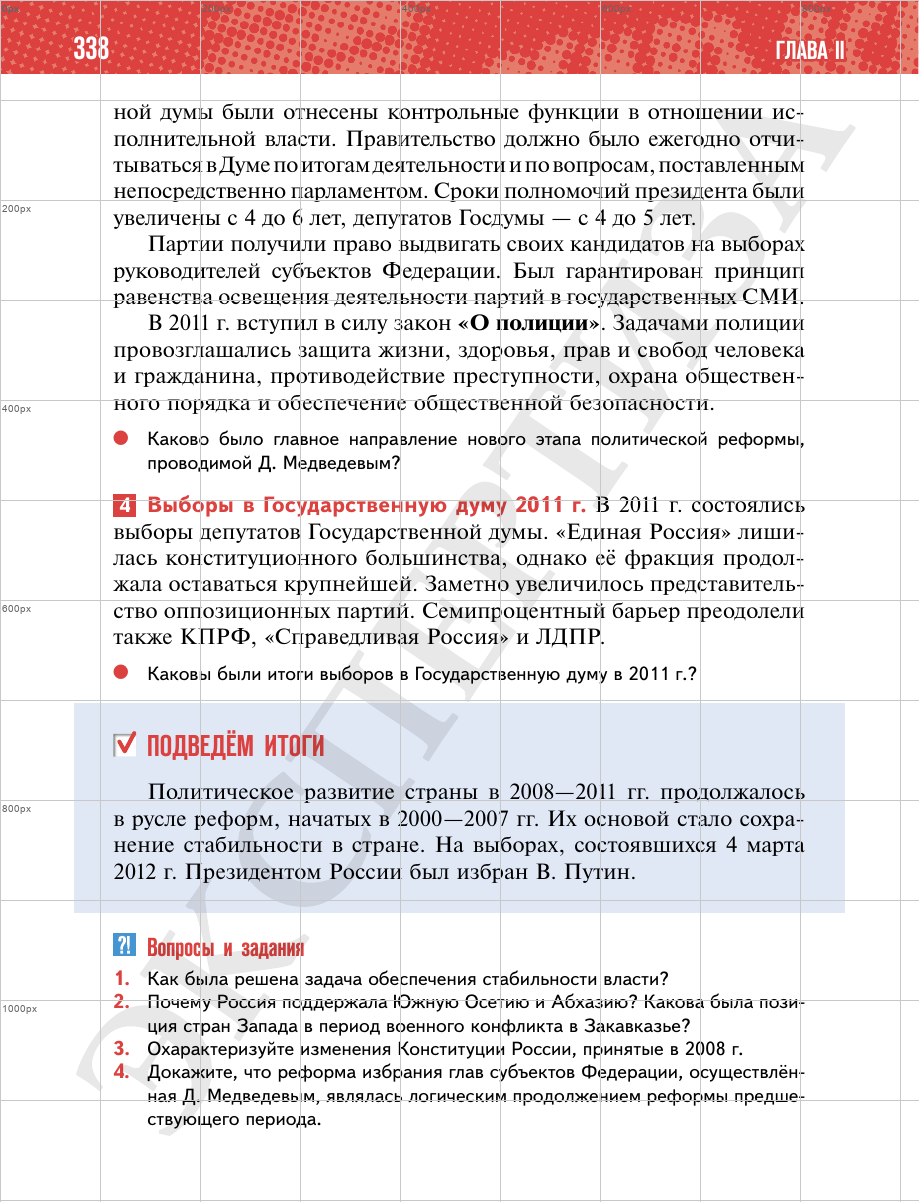 338
ГЛАВА II
ной думы были отнесены контрольные функции в отношении ис-
полнительной власти. Правительство должно было ежегодно отчи-
тываться в Думе по итогам деятельности и по вопросам, поставленным
непосредственно парламентом. Сроки полномочий президента были
увеличены с 4 до 6 лет, депутатов Госдумы — с 4 до 5 лет.
Партии получили право выдвигать своих кандидатов на выборах
руководителей субъектов Федерации. Был гарантирован принцип
равенства освещения деятельности партий в государственных СМИ.
В 2011 г. вступил в силу закон «О полиции». Задачами полиции
провозглашались защита жизни, здоровья, прав и свобод человека
и гражданина, противодействие преступности, охрана обществен-
ного порядка и обеспечение общественной безопасности.
Каково было главное направление нового этапа политической реформы,
проводимой Д. Медведевым?
4 Выборы в Государственную думу 2011 г. В 2011 г. состоялись
выборы депутатов Государственной думы. «Единая Россия» лиши-
лась конституционного большинства, однако её фракция продол-
жала оставаться крупнейшей. Заметно увеличилось представитель-
ство оппозиционных партий. Семипроцентный барьер преодолели
также КПРФ, «Справедливая Россия» и ЛДПР.
Каковы были итоги выборов в Государственную думу в 2011 г.?
ПОДВЕДЁМ ИТОГИ
Политическое развитие страны в 2008—2011 гг. продолжалось
в русле реформ, начатых в 2000—2007 гг. Их основой стало сохра-
нение стабильности в стране. На выборах, состоявшихся 4 марта
2012 г. Президентом России был избран В. Путин.
?! Вопросы и задания
1. Как была решена задача обеспечения стабильности власти?
2. Почему Россия поддержала Южную Осетию и Абхазию? Какова была пози-
ция стран Запада в период военного конфликта в Закавказье?
3. Охарактеризуйте изменения Конституции России, принятые в 2008 г.
4. Докажите, что реформа избрания глав субъектов Федерации, осуществлён-
ная Д. Медведевым, являлась логическим продолжением реформы предше-
ствующего периода.
ЭКСПЕРТИЗА
200px
400px
600px
800px
1000px